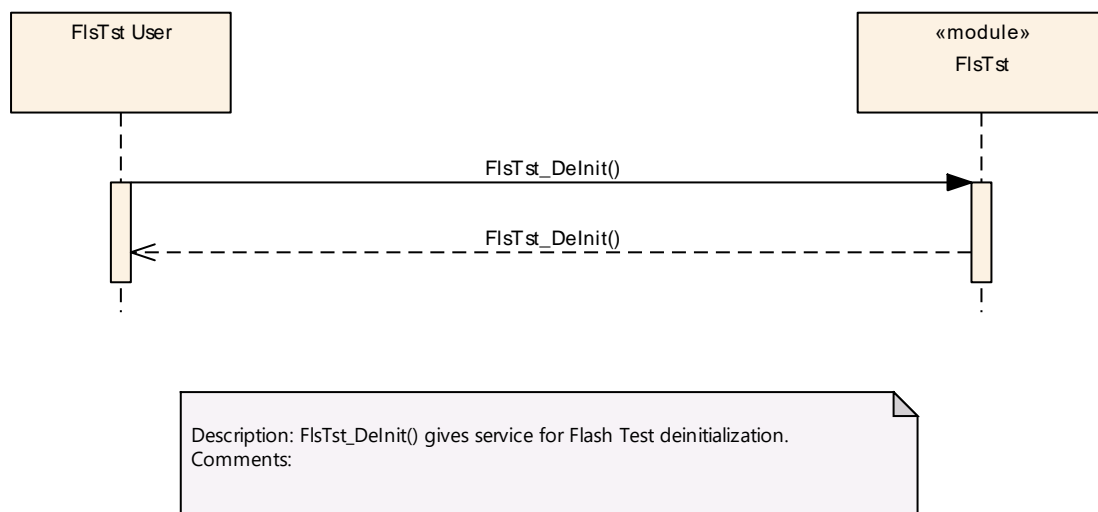 FlsTst User
«module»
FlsTst
FlsTst_DeInit()
FlsTst_DeInit()
Description: FlsTst_DeInit() gives service for Flash Test deinitialization.
Comments: